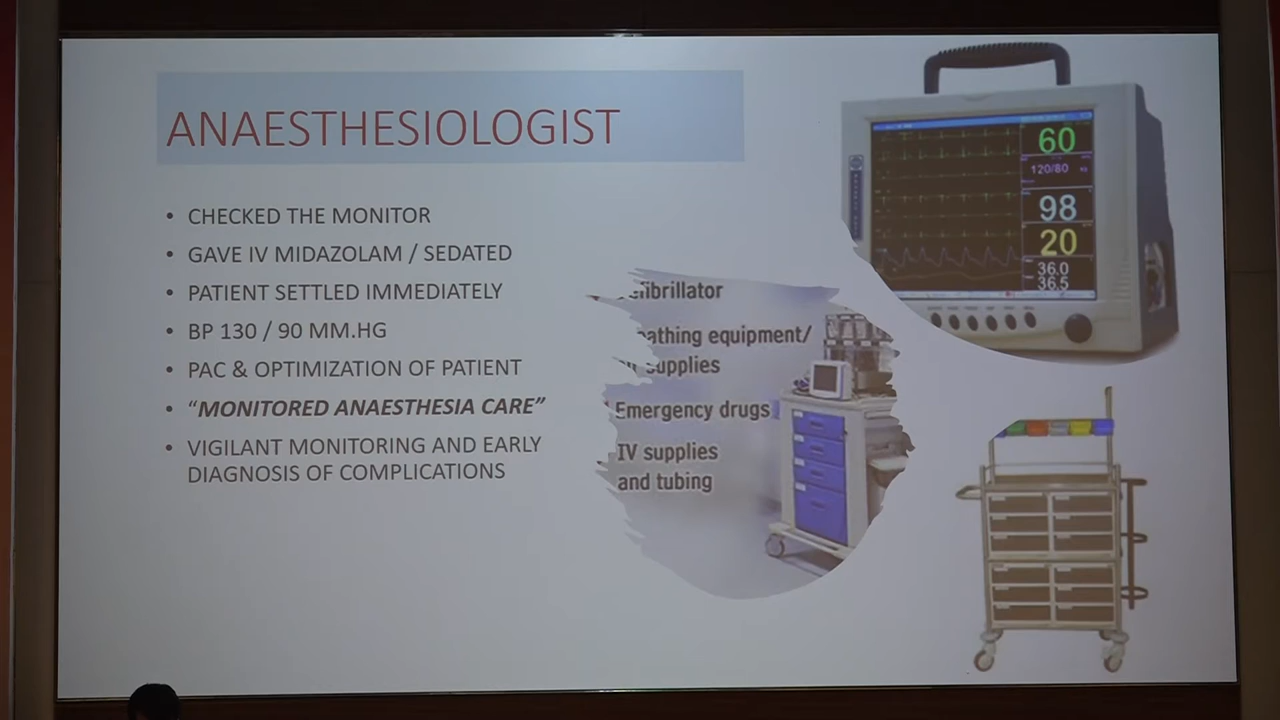 ANAESTHESIOLOGIST
• CHECKED THE MONITOR
• GAVE IV MIDAZOLAM / SEDATED
• PATIENT SETTLED IMMEDIATELY
• BP 130 / 90 MM.HG
• PAC & OPTIMIZATION OF PATIENT
• “MONITORED ANAESTHESIA CARE”
• VIGILANT MONITORING AND EARLY
DIAGNOSIS OF COMPLICATIONS
fibrillator
athing equipment/
supplies
Emergency drugs
IV supplies
and tubing
60
120/80
98
20
36.0
36.5